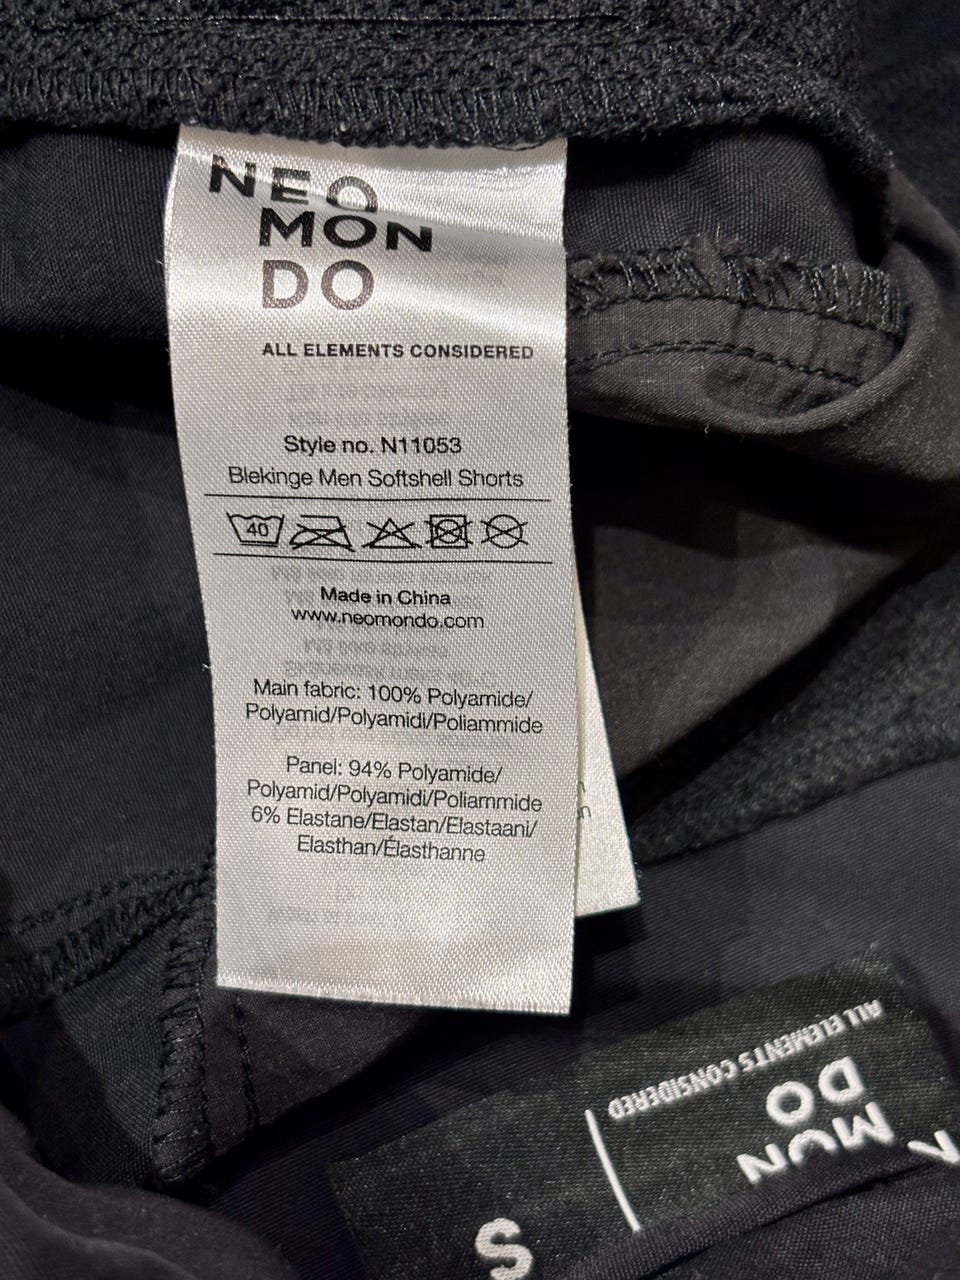 NEO
MON
DO
ALL ELEMENTS CONSIDERED
Style no. N11053
Blekinge Men Softshell Shorts
40
Made in China
www.neomondo.com
Main fabric: 100% Polyamide/
Polyamid/Polyamidi/Poliammide
Panel: 94% Polyamide/
Polyamid/Polyamidi/Poliammide
6% Elastane/Elastan/Elastaani/
Elasthan/Élasthanne
MON
DO
ALL ELEMENTS CONSIDERED
S